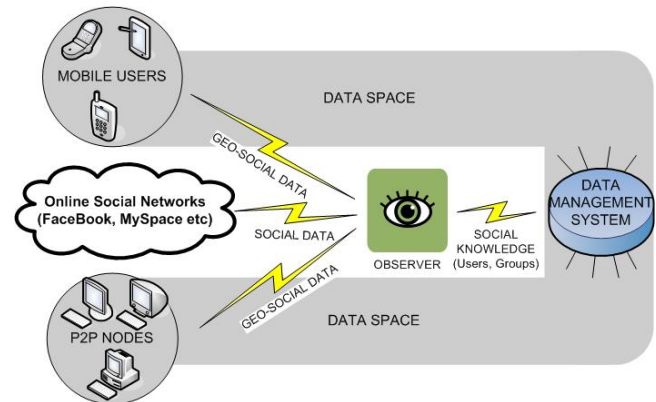 MOBILE USERS
DATA SPACE
GEO-SOCIAL DATA
Online Social Networks
(FaceBook, MySpace etc)
SOCIAL DATA
OBSERVER
SOCIAL
KNOWLEDGE
(Users, Groups)
DATA
MANAGEMENT
SYSTEM
GEO-SOCIAL DATA
P2P NODES
DATA SPACE